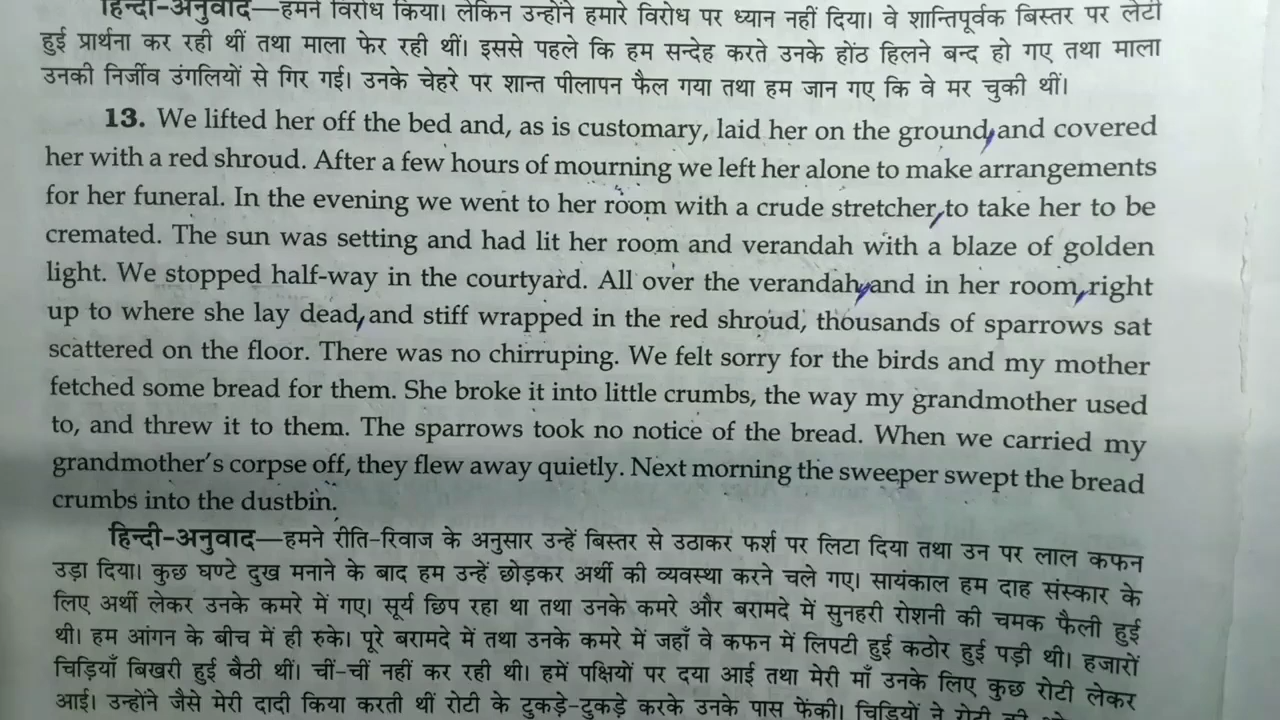 हिन्दी-अनुवाद—हमने विरोध किया। लेकिन उन्होंने हमारे विरोध पर ध्यान नहीं दिया। वे शान्तिपूर्वक बिस्तर पर लेटी
हुई प्रार्थना कर रही थीं तथा माला फेर रही थीं। इससे पहले कि हम सन्देह करते उनके होंठ हिलने बन्द हो गए तथा माला
उनकी निर्जीव उंगलियों से गिर गई। उनके चेहरे पर शान्त पीलापन फैल गया तथा हम जान गए कि वे मर चुकी थीं।
13. We lifted her off the bed and, as is customary, laid her on the ground, and covered
her with a red shroud. After a few hours of mourning we left her alone to make arrangements
for her funeral. In the evening we went to her room with a crude stretcher, to take her to be
cremated. The sun was setting and had lit her room and verandah with a blaze of golden
light. We stopped half-way in the courtyard. All over the verandah, and in her room, right
up to where she lay dead, and stiff wrapped in the red shroud, thousands of sparrows sat
scattered on the floor. There was no chirruping. We felt sorry for the birds and my mother
fetched some bread for them. She broke it into little crumbs, the way my grandmother used
to, and threw it to them. The sparrows took no notice of the bread. When we carried my
grandmother's corpse off, they flew away quietly. Next morning the sweeper swept the bread
crumbs into the dustbin.
हिन्दी-अनुवाद—हमने रीति-रिवाज के अनुसार उन्हें बिस्तर से उठाकर फर्श पर लिटा दिया तथा उन पर लाल कफन
उड़ा दिया। कुछ घण्टे दुख मनाने के बाद हम उन्हें छोड़कर अर्थी की व्यवस्था करने चले गए। सायंकाल हम दाह संस्कार के
लिए अर्थी लेकर उनके कमरे में गए। सूर्य छिप रहा था तथा उनके कमरे और बरामदे में सुनहरी रोशनी की चमक फैली हुई
थी। हम आंगन के बीच में ही रुके। पूरे बरामदे में तथा उनके कमरे में जहाँ वे कफन में लिपटी हुई कठोर हुई पड़ी थी। हजारों
चिड़ियाँ बिखरी हुई बैठी थीं। चीं-चीं नहीं कर रही थी। हमें पक्षियों पर दया आई तथा मेरी माँ उनके लिए कुछ रोटी लेकर
आई। उन्होंने जैसे मेरी दादी किया करती थीं रोटी के टुकड़े-टुकड़े करके उनके पास फेंकी। चिड़ियों ने रोटी की